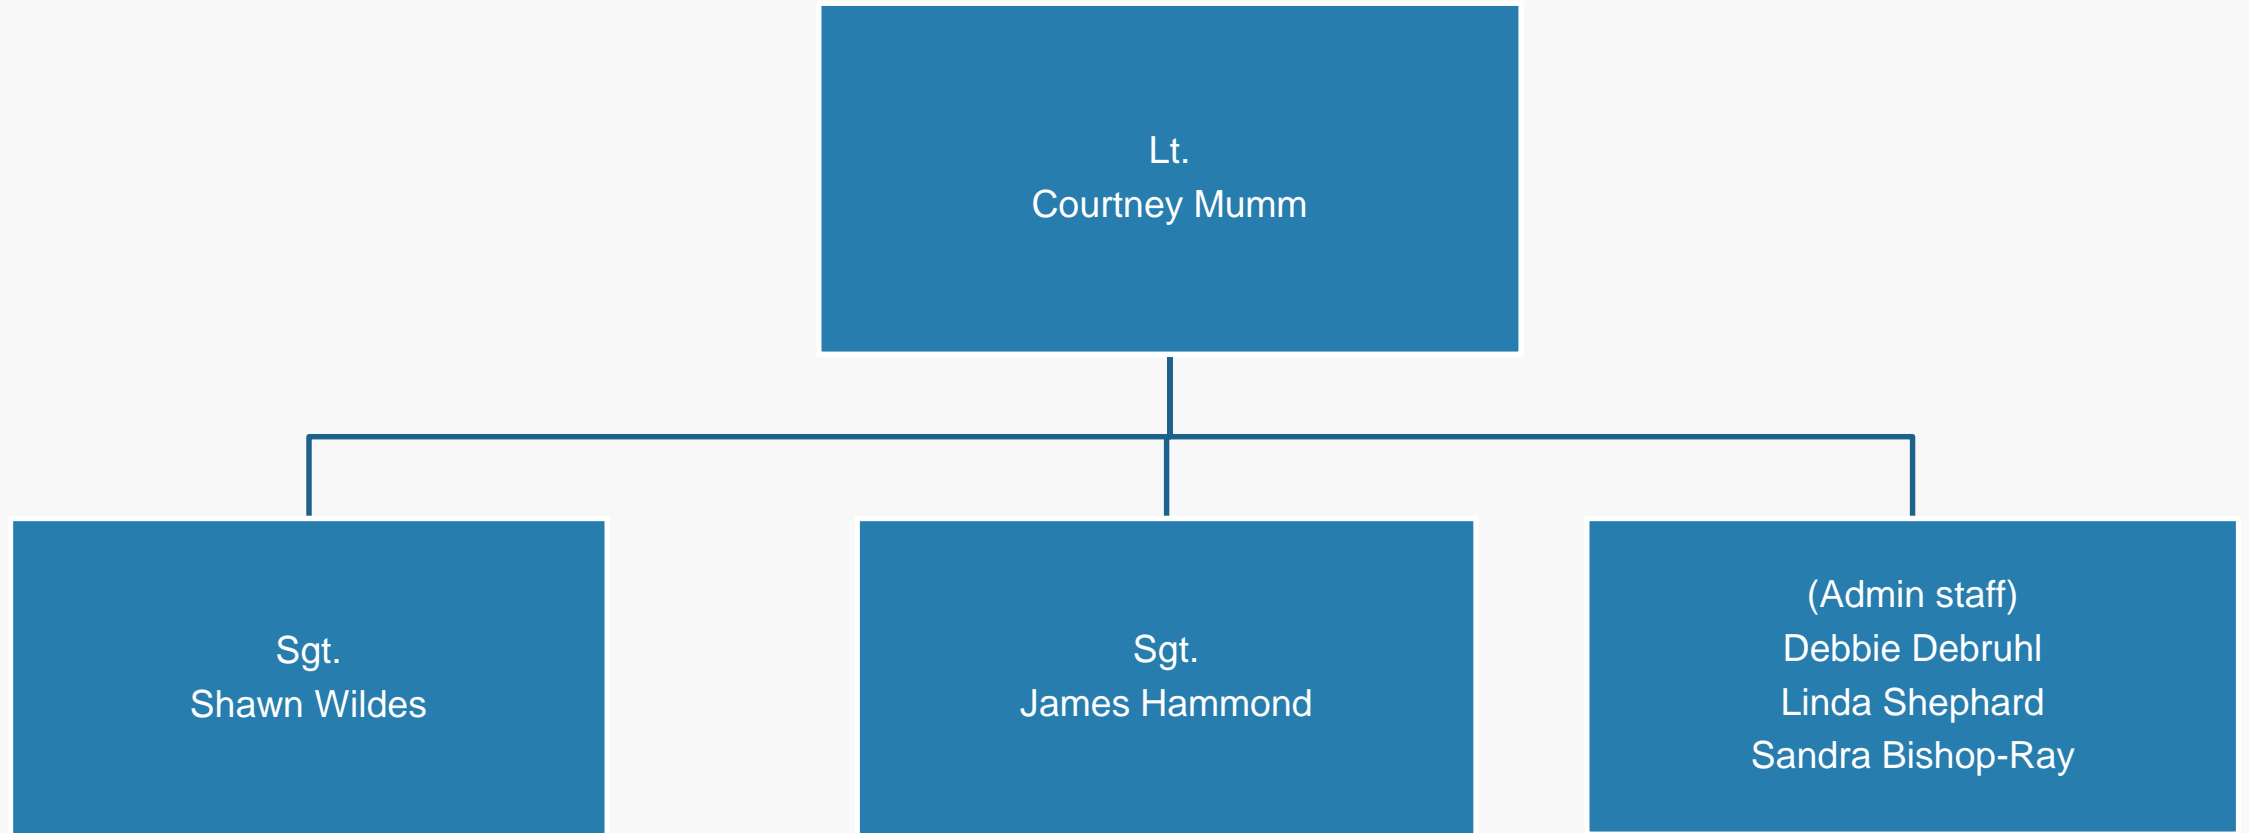 Lt.
Courtney Mumm
Sgt.
Shawn Wildes
Sgt.
James Hammond
(Admin staff)
Debbie Debruhl
Linda Shephard
Sandra Bishop-Ray